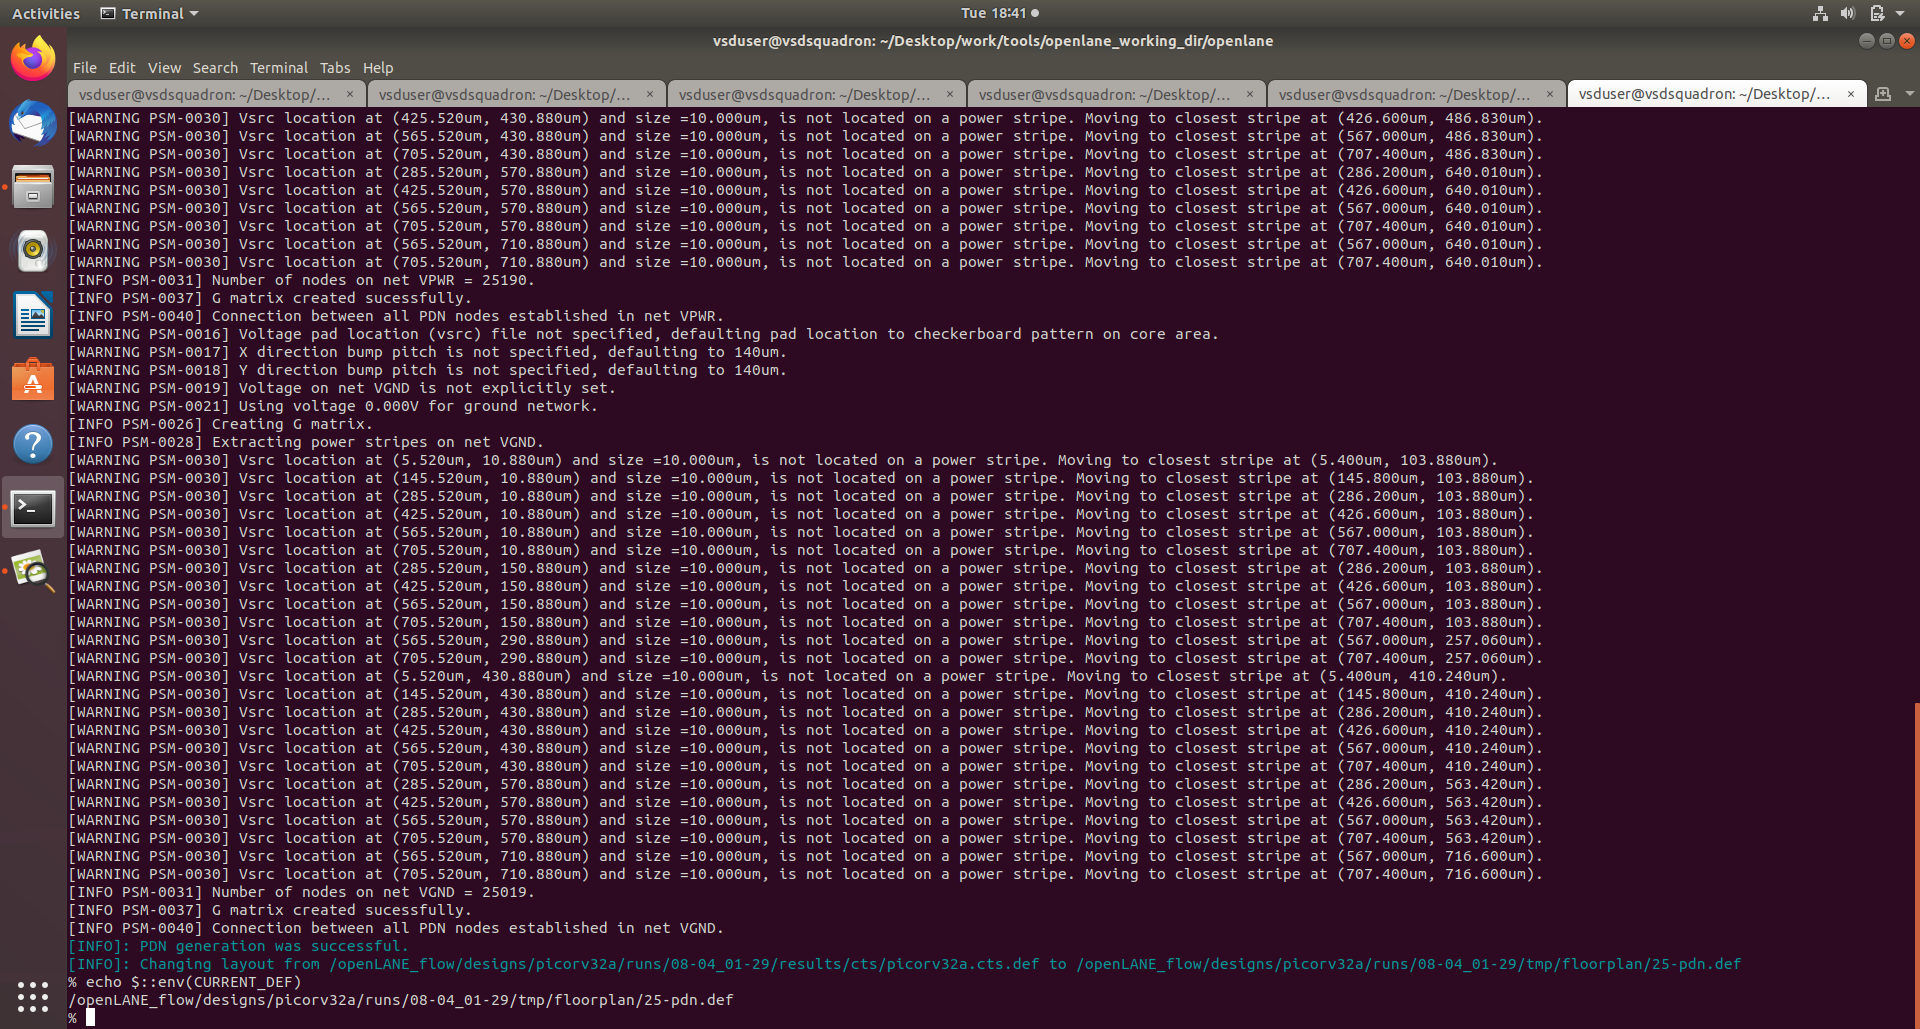 Activities
Terminal
Tue 18:41
vsduser@vsdsquadron: ~/Desktop/work/tools/openlane_working_dir/openlane
File Edit View Search Terminal Tabs Help
vsduser@vsdsquadron: ~/Desktop/... × vsduser@vsdsquadron: ~/Desktop/... × vsduser@vsdsquadron: ~/Desktop/... × vsduser@vsdsquadron: ~/Desktop/... × vsduser@vsdsquadron: ~/Desktop/... × vsduser@vsdsquadron: ~/Desktop/... ×
[WARNING PSM-0030] Vsrc location at (425.520um, 430.880um) and size =10.000um, is not located on a power stripe. Moving to closest stripe at (426.600um, 486.830um).
[WARNING PSM-0030] Vsrc location at (565.520um, 430.880um) and size =10.000um, is not located on a power stripe. Moving to closest stripe at (567.000um, 486.830um).
[WARNING PSM-0030] Vsrc location at (705.520um, 430.880um) and size =10.000um, is not located on a power stripe. Moving to closest stripe at (707.400um, 486.830um).
[WARNING PSM-0030] Vsrc location at (285.520um, 570.880um) and size =10.000um, is not located on a power stripe. Moving to closest stripe at (286.200um, 640.010um).
[WARNING PSM-0030] Vsrc location at (425.520um, 570.880um) and size =10.000um, is not located on a power stripe. Moving to closest stripe at (426.600um, 640.010um).
[WARNING PSM-0030] Vsrc location at (565.520um, 570.880um) and size =10.000um, is not located on a power stripe. Moving to closest stripe at (567.000um, 640.010um).
[WARNING PSM-0030] Vsrc location at (705.520um, 570.880um) and size =10.000um, is not located on a power stripe. Moving to closest stripe at (707.400um, 640.010um).
[WARNING PSM-0030] Vsrc location at (565.520um, 710.880um) and size =10.000um, is not located on a power stripe. Moving to closest stripe at (567.000um, 640.010um).
[WARNING PSM-0030] Vsrc location at (705.520um, 710.880um) and size =10.000um, is not located on a power stripe. Moving to closest stripe at (707.400um, 640.010um).
[INFO PSM-0031] Number of nodes on net VPWR = 25190.
[INFO PSM-0037] G matrix created sucessfully.
[INFO PSM-0040] Connection between all PDN nodes established in net VPWR.
[WARNING PSM-0016] Voltage pad location (vsrc) file not specified, defaulting pad location to checkerboard pattern on core area.
[WARNING PSM-0017] X direction bump pitch is not specified, defaulting to 140um.
[WARNING PSM-0018] Y direction bump pitch is not specified, defaulting to 140um.
[WARNING PSM-0019] Voltage on net VGND is not explicitly set.
[WARNING PSM-0021] Using voltage 0.000V for ground network.
[INFO PSM-0026] Creating G matrix.
[INFO PSM-0028] Extracting power stripes on net VGND.
[WARNING PSM-0030] Vsrc location at (5.520um, 10.880um) and size =10.000um, is not located on a power stripe. Moving to closest stripe at (5.400um, 103.880um).
[WARNING PSM-0030] Vsrc location at (145.520um, 10.880um) and size =10.000um, is not located on a power stripe. Moving to closest stripe at (145.800um, 103.880um).
[WARNING PSM-0030] Vsrc location at (285.520um, 10.880um) and size =10.000um, is not located on a power stripe. Moving to closest stripe at (286.200um, 103.880um).
[WARNING PSM-0030] Vsrc location at (425.520um, 10.880um) and size =10.000um, is not located on a power stripe. Moving to closest stripe at (426.600um, 103.880um).
[WARNING PSM-0030] Vsrc location at (565.520um, 10.880um) and size =10.000um, is not located on a power stripe. Moving to closest stripe at (567.000um, 103.880um).
[WARNING PSM-0030] Vsrc location at (705.520um, 10.880um) and size =10.000um, is not located on a power stripe. Moving to closest stripe at (707.400um, 103.880um).
[WARNING PSM-0030] Vsrc location at (285.520um, 150.880um) and size =10.000um, is not located on a power stripe. Moving to closest stripe at (286.200um, 103.880um).
[WARNING PSM-0030] Vsrc location at (425.520um, 150.880um) and size =10.000um, is not located on a power stripe. Moving to closest stripe at (426.600um, 103.880um).
[WARNING PSM-0030] Vsrc location at (565.520um, 150.880um) and size =10.000um, is not located on a power stripe. Moving to closest stripe at (567.000um, 103.880um).
[WARNING PSM-0030] Vsrc location at (705.520um, 150.880um) and size =10.000um, is not located on a power stripe. Moving to closest stripe at (707.400um, 103.880um).
[WARNING PSM-0030] Vsrc location at (565.520um, 290.880um) and size =10.000um, is not located on a power stripe. Moving to closest stripe at (567.000um, 257.060um).
[WARNING PSM-0030] Vsrc location at (705.520um, 290.880um) and size =10.000um, is not located on a power stripe. Moving to closest stripe at (707.400um, 257.060um).
[WARNING PSM-0030] Vsrc location at (5.520um, 430.880um) and size =10.000um, is not located on a power stripe. Moving to closest stripe at (5.400um, 410.240um).
[WARNING PSM-0030] Vsrc location at (145.520um, 430.880um) and size =10.000um, is not located on a power stripe. Moving to closest stripe at (145.800um, 410.240um).
[WARNING PSM-0030] Vsrc location at (285.520um, 430.880um) and size =10.000um, is not located on a power stripe. Moving to closest stripe at (286.200um, 410.240um).
[WARNING PSM-0030] Vsrc location at (425.520um, 430.880um) and size =10.000um, is not located on a power stripe. Moving to closest stripe at (426.600um, 410.240um).
[WARNING PSM-0030] Vsrc location at (565.520um, 430.880um) and size =10.000um, is not located on a power stripe. Moving to closest stripe at (567.000um, 410.240um).
[WARNING PSM-0030] Vsrc location at (705.520um, 430.880um) and size =10.000um, is not located on a power stripe. Moving to closest stripe at (707.400um, 410.240um).
[WARNING PSM-0030] Vsrc location at (285.520um, 570.880um) and size =10.000um, is not located on a power stripe. Moving to closest stripe at (286.200um, 563.420um).
[WARNING PSM-0030] Vsrc location at (425.520um, 570.880um) and size =10.000um, is not located on a power stripe. Moving to closest stripe at (426.600um, 563.420um).
[WARNING PSM-0030] Vsrc location at (565.520um, 570.880um) and size =10.000um, is not located on a power stripe. Moving to closest stripe at (567.000um, 563.420um).
[WARNING PSM-0030] Vsrc location at (705.520um, 570.880um) and size =10.000um, is not located on a power stripe. Moving to closest stripe at (707.400um, 563.420um).
[WARNING PSM-0030] Vsrc location at (565.520um, 710.880um) and size =10.000um, is not located on a power stripe. Moving to closest stripe at (567.000um, 716.600um).
[WARNING PSM-0030] Vsrc location at (705.520um, 710.880um) and size =10.000um, is not located on a power stripe. Moving to closest stripe at (707.400um, 716.600um).
[INFO PSM-0031] Number of nodes on net VGND = 25019.
[INFO PSM-0037] G matrix created sucessfully.
[INFO PSM-0040] Connection between all PDN nodes established in net VGND.
[INFO]: PDN generation was successful.
[INFO]: Changing layout from /openLANE_flow/designs/picorv32a/runs/08-04_01-29/results/cts/picorv32a.cts.def to /openLANE_flow/designs/picorv32a/runs/08-04_01-29/tmp/floorplan/25-pdn.def
% echo $::env(CURRENT_DEF)
/openLANE_flow/designs/picorv32a/runs/08-04_01-29/tmp/floorplan/25-pdn.def
%